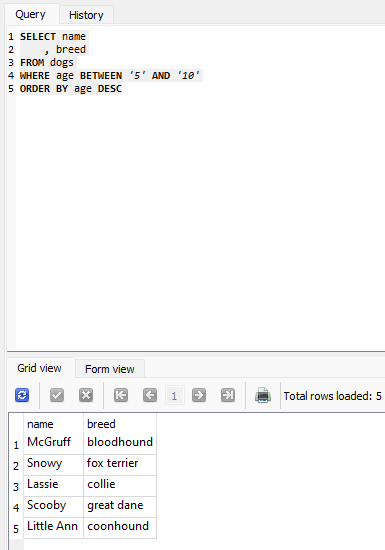 Query History
1 SELECT name
2 , breed
3 FROM dogs
4 WHERE age BETWEEN '5' AND '10'
5 ORDER BY age DESC
Grid view Form view
1 Total rows loaded: 5
name breed
1 McGruff bloodhound
2 Snowy fox terrier
3 Lassie collie
4 Scooby great dane
5 Little Ann coonhound